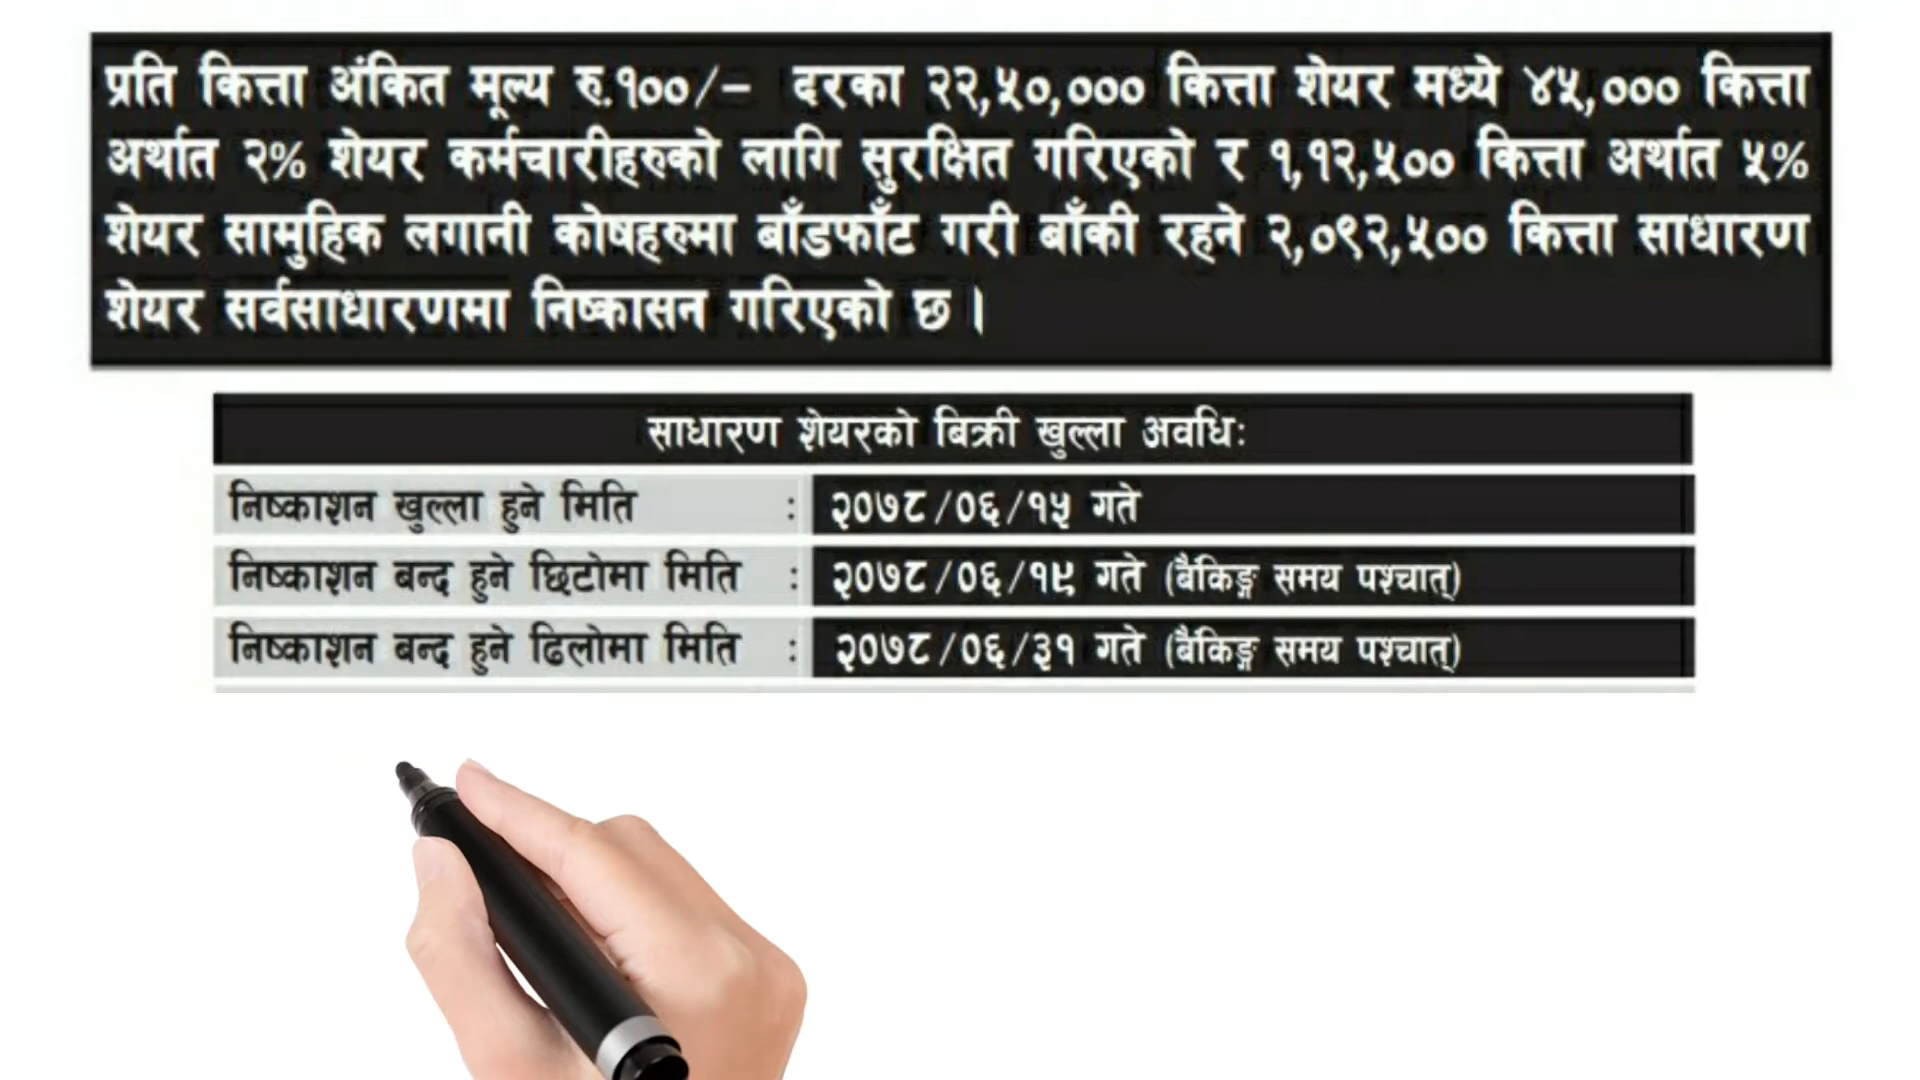 प्रति कित्ता अंकित मूल्य रु.१००/– दरका २२,५०,००० कित्ता शेयर मध्ये ४५,००० कित्ता
अर्थात २% शेयर कर्मचारीहरुको लागि सुरक्षित गरिएको र १,१२,५०० कित्ता अर्थात ५%
शेयर सामुहिक लगानी कोषहरुमा बाँडफाँट गरी बाँकी रहने २,०९२,५०० कित्ता साधारण
शेयर सर्वसाधारणमा निष्कासन गरिएको छ ।
साधारण शेयरको बिक्री खुल्ला अवधिः
निष्काशन खुल्ला हुने मिति : २०७८/०६/१५ गते
निष्काशन बन्द हुने छिटोमा मिति : २०७८/०६/१९ गते (बैकिङ्ग समय पश्चात्)
निष्काशन बन्द हुने ढिलोमा मिति : २०७८/०६/३१ गते (बैकिङ्ग समय पश्चात्)